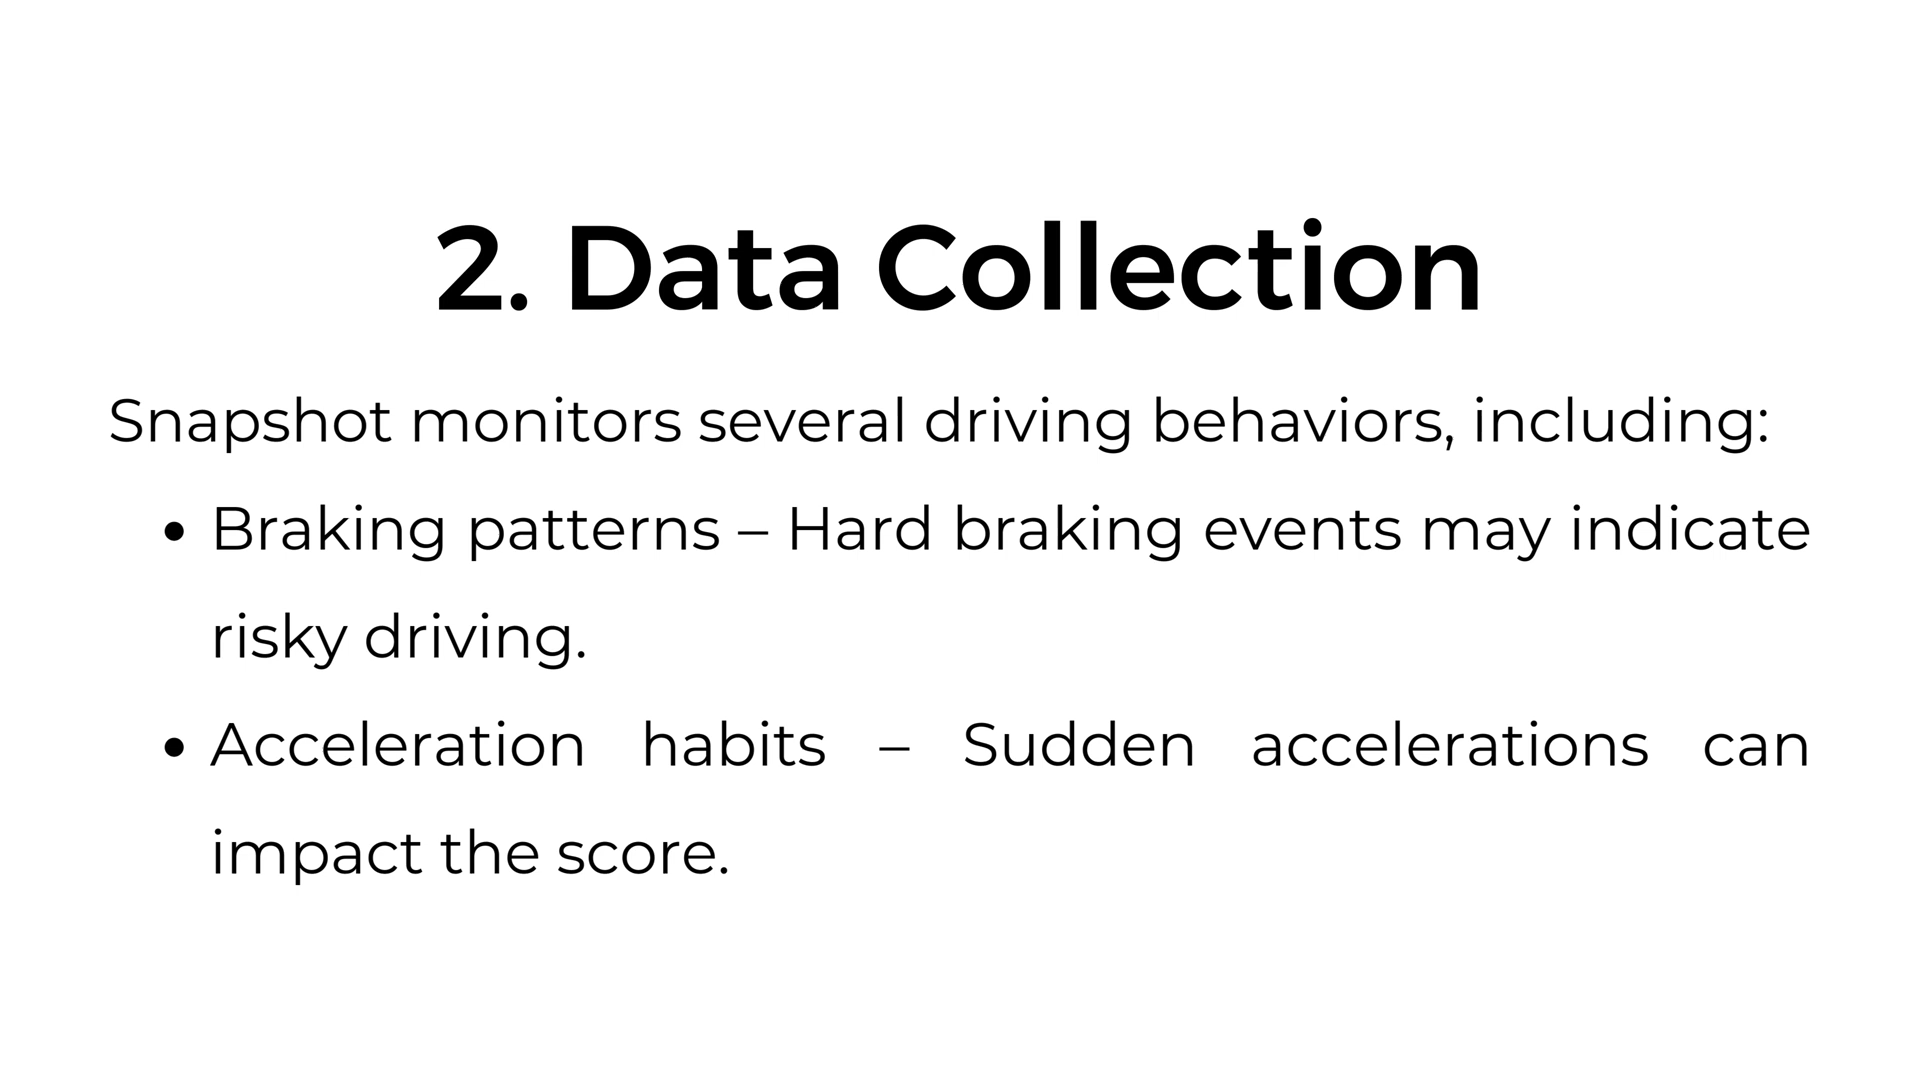 2. Data Collection
Snapshot monitors several driving behaviors, including:
• Braking patterns – Hard braking events may indicate
risky driving.
• Acceleration habits – Sudden accelerations can
impact the score.